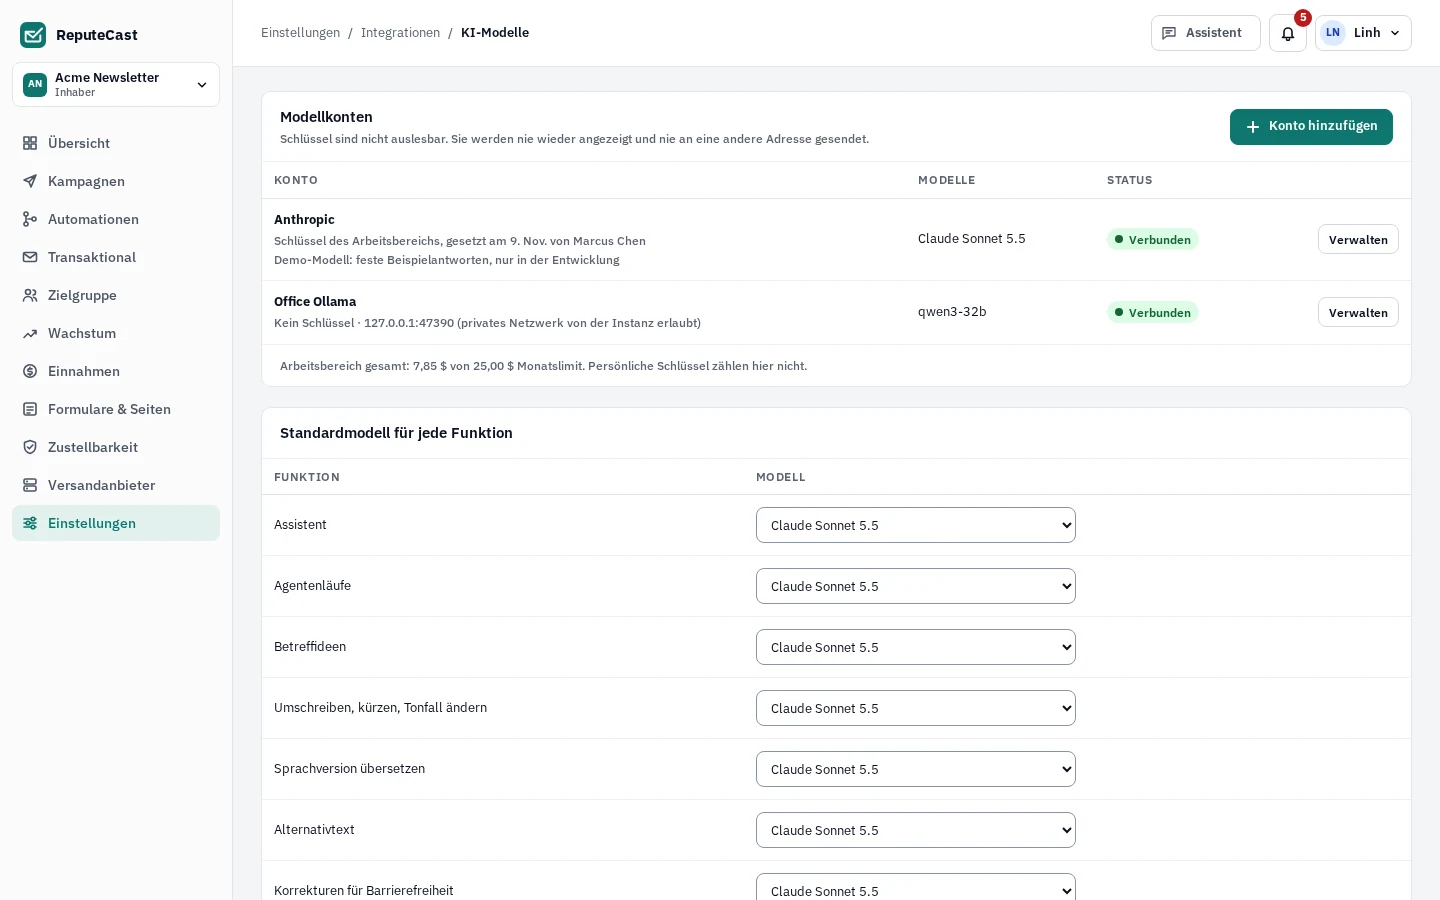 ReputeCast
AN
Acme Newsletter
Inhaber
Übersicht
Kampagnen
Automationen
Transaktional
Zielgruppe
Wachstum
Einnahmen
Formulare & Seiten
Zustellbarkeit
Versandanbieter
Einstellungen
Einstellungen / Integrationen / KI-Modelle
Assistent
5
LN Linh
Modellkonten
Schlüssel sind nicht auslesbar. Sie werden nie wieder angezeigt und nie an eine andere Adresse gesendet.
Konto hinzufügen
KONTO MODELLE STATUS
Anthropic
Schlüssel des Arbeitsbereichs, gesetzt am 9. Nov. von Marcus Chen
Demo-Modell: feste Beispielantworten, nur in der Entwicklung
Claude Sonnet 5.5
Verbunden
Verwalten
Office Ollama
Kein Schlüssel · 127.0.0.1:47390 (privates Netzwerk von der Instanz erlaubt)
qwen3-32b
Verbunden
Verwalten
Arbeitsbereich gesamt: 7,85 $ von 25,00 $ Monatslimit. Persönliche Schlüssel zählen hier nicht.
Standardmodell für jede Funktion
FUNKTION MODELL
Assistent Claude Sonnet 5.5
Agentenläufe Claude Sonnet 5.5
Betreffideen Claude Sonnet 5.5
Umschreiben, kürzen, Tonfall ändern Claude Sonnet 5.5
Sprachversion übersetzen Claude Sonnet 5.5
Alternativtext Claude Sonnet 5.5
Korrekturen für Barrierefreiheit Claude Sonnet 5.5